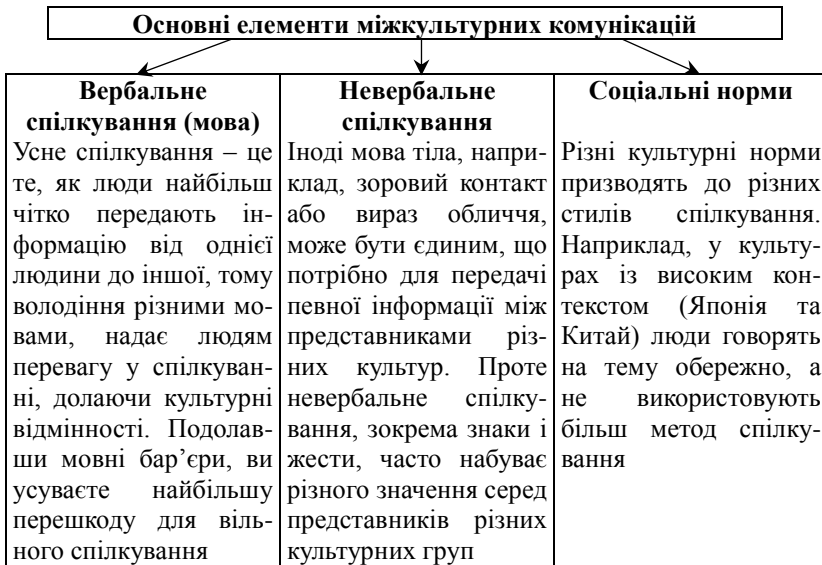 Основні елементи міжкультурних комунікацій
Вербальне
спілкування (мова)
Усне спілкування – це
те, як люди найбільш
чітко передають ін-
формацію від однієї
людини до іншої, тому
володіння різними мо-
вами, надає людям
перевагу у спілкуван-
ні, долаючи культурні
відмінності. Подолав-
ши мовні бар’єри, ви
усуваєте найбільшу
перешкоду для віль-
ного спілкування
Невербальне
спілкування
Іноді мова тіла, напри-
клад, зоровий контакт
або вираз обличчя,
може бути єдиним, що
потрібно для передачі
певної інформації між
представниками різ-
них культур. Проте
невербальне спілку-
вання, зокрема знаки і
жести, часто набуває
різного значення серед
представників різних
культурних груп
Соціальні норми
Різні культурні норми
призводять до різних
стилів спілкування.
Наприклад, у культу-
рах із високим кон-
текстом (Японія та
Китай) люди говорять
на тему обережно, а
не використовують
більш метод спілку-
вання